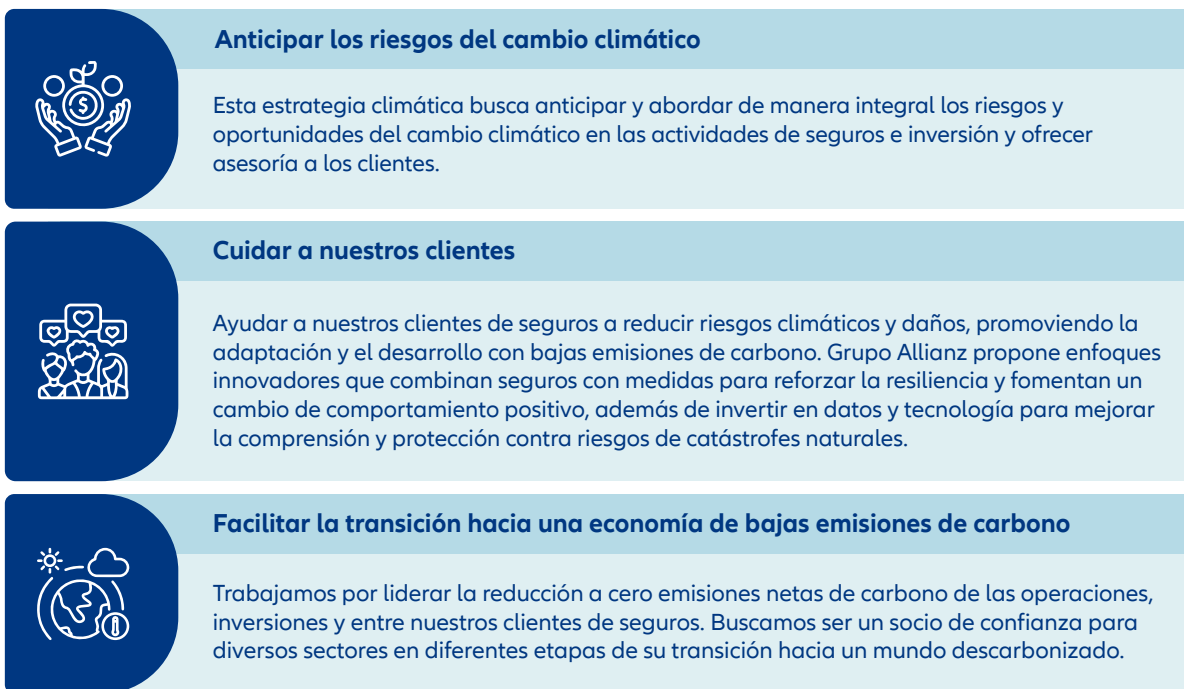 Anticipar los riesgos del cambio climático
Esta estrategia climática busca anticipar y abordar de manera integral los riesgos y
oportunidades del cambio climático en las actividades de seguros e inversión y ofrecer
asesoría a los clientes.
Cuidar a nuestros clientes
Ayudar a nuestros clientes de seguros a reducir riesgos climáticos y daños, promoviendo la
adaptación y el desarrollo con bajas emisiones de carbono. Grupo Allianz propone enfoques
innovadores que combinan seguros con medidas para reforzar la resiliencia y fomentan un
cambio de comportamiento positivo, además de invertir en datos y tecnología para mejorar
la comprensión y protección contra riesgos de catástrofes naturales.
Facilitar la transición hacia una economía de bajas emisiones de carbono
Trabajamos por liderar la reducción a cero emisiones netas de carbono de las operaciones,
inversiones y entre nuestros clientes de seguros. Buscamos ser un socio de confianza para
diversos sectores en diferentes etapas de su transición hacia un mundo descarbonizado.